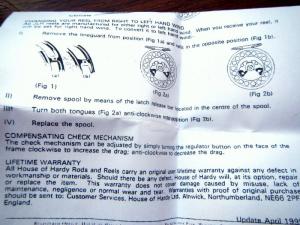 CHANGING YOUR REEL FROM RIGHT TO LEFT HAND WIND
All JLH reels are manufactured for either right or left hand wind. When you receive your reel, it
will be set for right hand wind. To convert it to left hand wind:
I) Remove the lineguard from position (Fig 1a) and in the opposite position (Fig 1b).
(a) (b)
(Fig 1) (Fig 2a) (Fig 2b)
II) Remove spool by means of the latch release located in the centre of the spool.
III) Turn both tongues (Fig 2a) anti-clockwise into position (Fig 2b).
(IV) Replace the spool.
COMPENSATING CHECK MECHANISM
The check mechanism can be adjusted by simply turning the regulator button on the face of the
frame clockwise to increase the drag; anti-clockwise to decrease the drag.
LIFETIME WARRANTY
All House of Hardy Rods and Reels carry an original owner lifetime warranty against any defect in
workmanship or materials. Should there be any defect, House of Hardy will, at its option, repair
or replace the item. This warranty does not cover damage caused by misuse, lack of
maintenance, negligence or normal wear and tear. Warrants with proof of original purchase
should be sent to: Customer Services, House of Hardy Ltd, Alnwick, Northumberland, NE66 2PF
England.
Update April 199